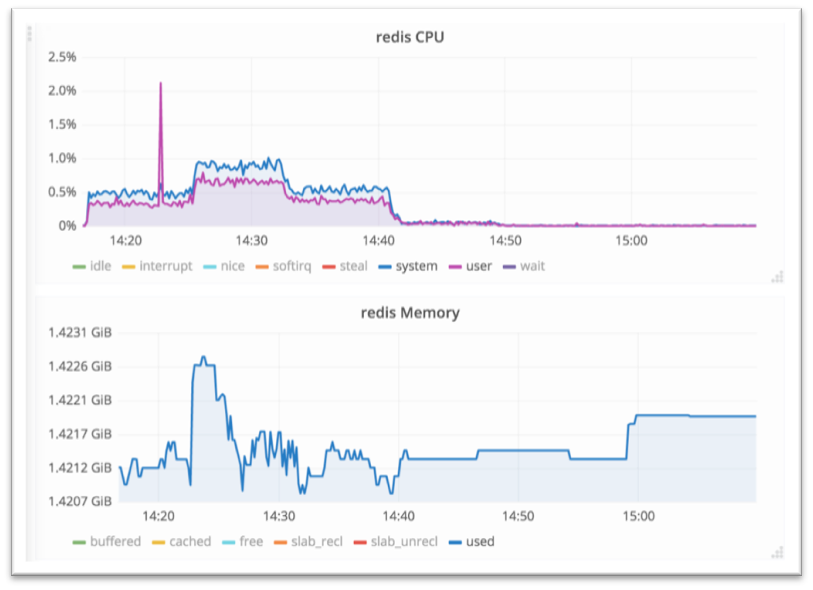 redis CPU
2.5%
2.0%
1.5%
1.0%
0.5%
0%
14:20 14:30 14:40 14:50 15:00
idle interrupt nice softirq steal system user wait
redis Memory
1.4231 GiB
1.4226 GiB
1.4221 GiB
1.4217 GiB
1.4212 GiB
1.4207 GiB
14:20 14:30 14:40 14:50 15:00
buffered cached free slab_recl slab_unrecl used